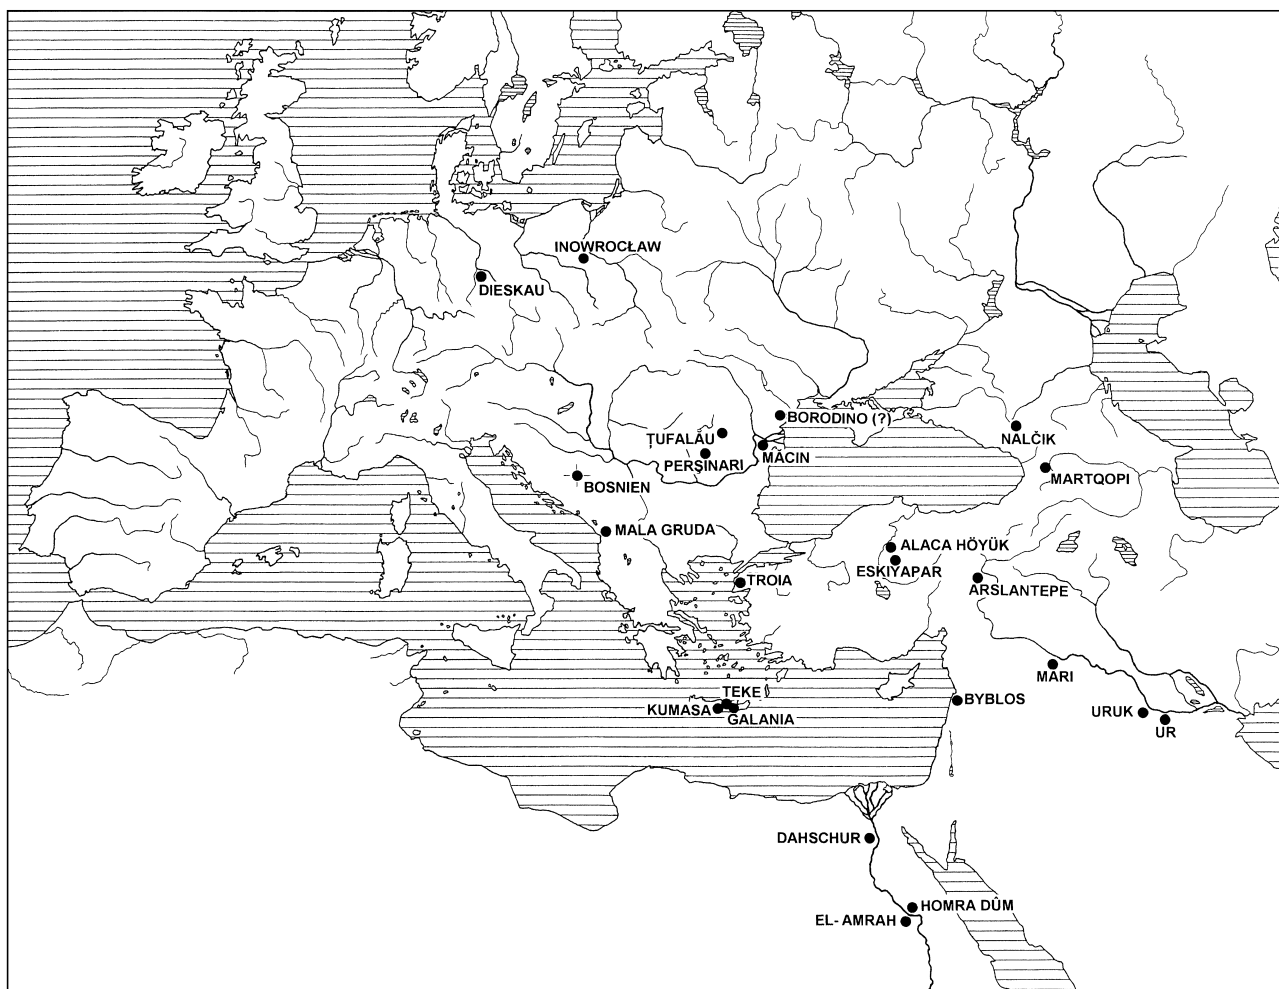 INOWROCŁAW
DIESKAU
BORODINO (?)
ȚUFALĂU
NALČIK
MĂCIN
PERȘINARI
MARTQOPI
BOSNIEN
MALA GRUDA
ALACA HÖYÜK
ESKIYAPAR
TROIA
ARSLANTEPE
MARI
TEKE
BYBLOS
KUMASA
URUK
GALANIA
UR
DAHSCHUR
HOMRA DÛM
EL- AMRAH